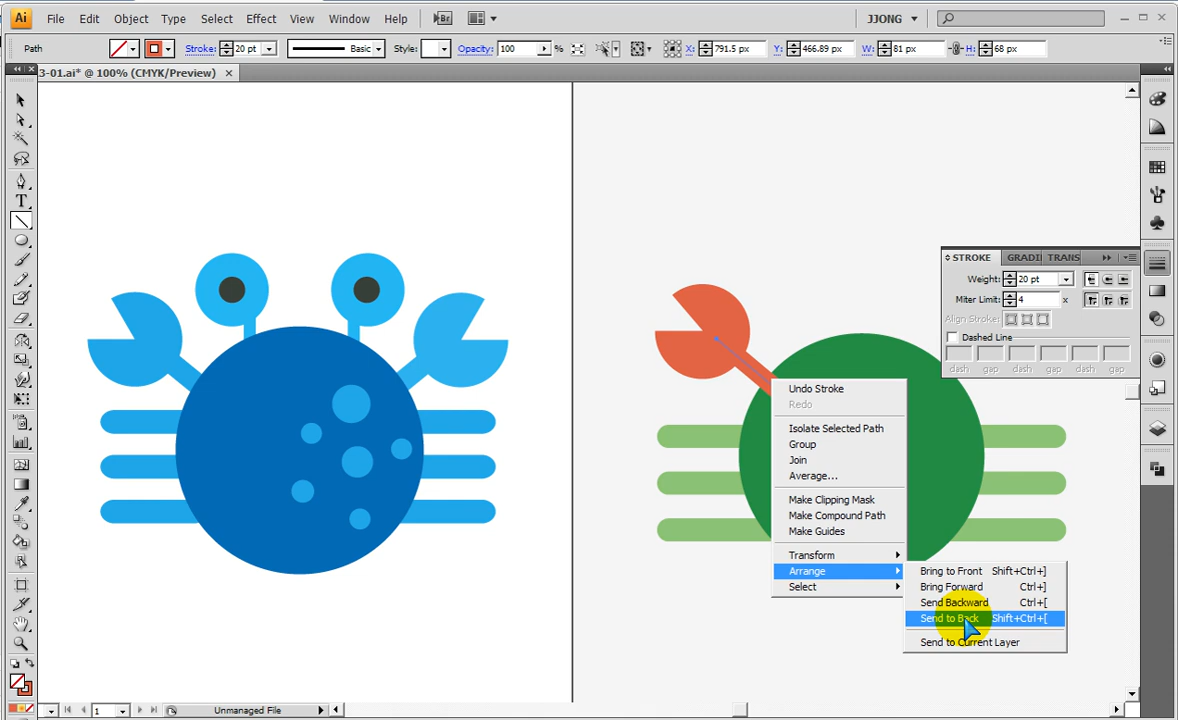 Ai File Edit Object Type Select Effect View Window Help Br JJONG
Path Stroke: 20 pt Basic Style: Opacity: 100 % X: 791.5 px Y: 466.89 px W: 81 px H: 68 px
3-01.ai* @ 100% (CMYK/Preview)
STROKE GRADI TRANS
Weight: 20 pt
Miter Limit: 4 x
Align Stroke:
Dashed Line
dash gap dash gap dash gap
Undo Stroke
Redo
Isolate Selected Path
Group
Join
Average...
Make Clipping Mask
Make Compound Path
Make Guides
Transform
Arrange
Select
Bring to Front Shift+Ctrl+]
Bring Forward Ctrl+]
Send Backward Ctrl+[
Send to Back Shift+Ctrl+[
Send to Current Layer
T
1 Unmanaged File